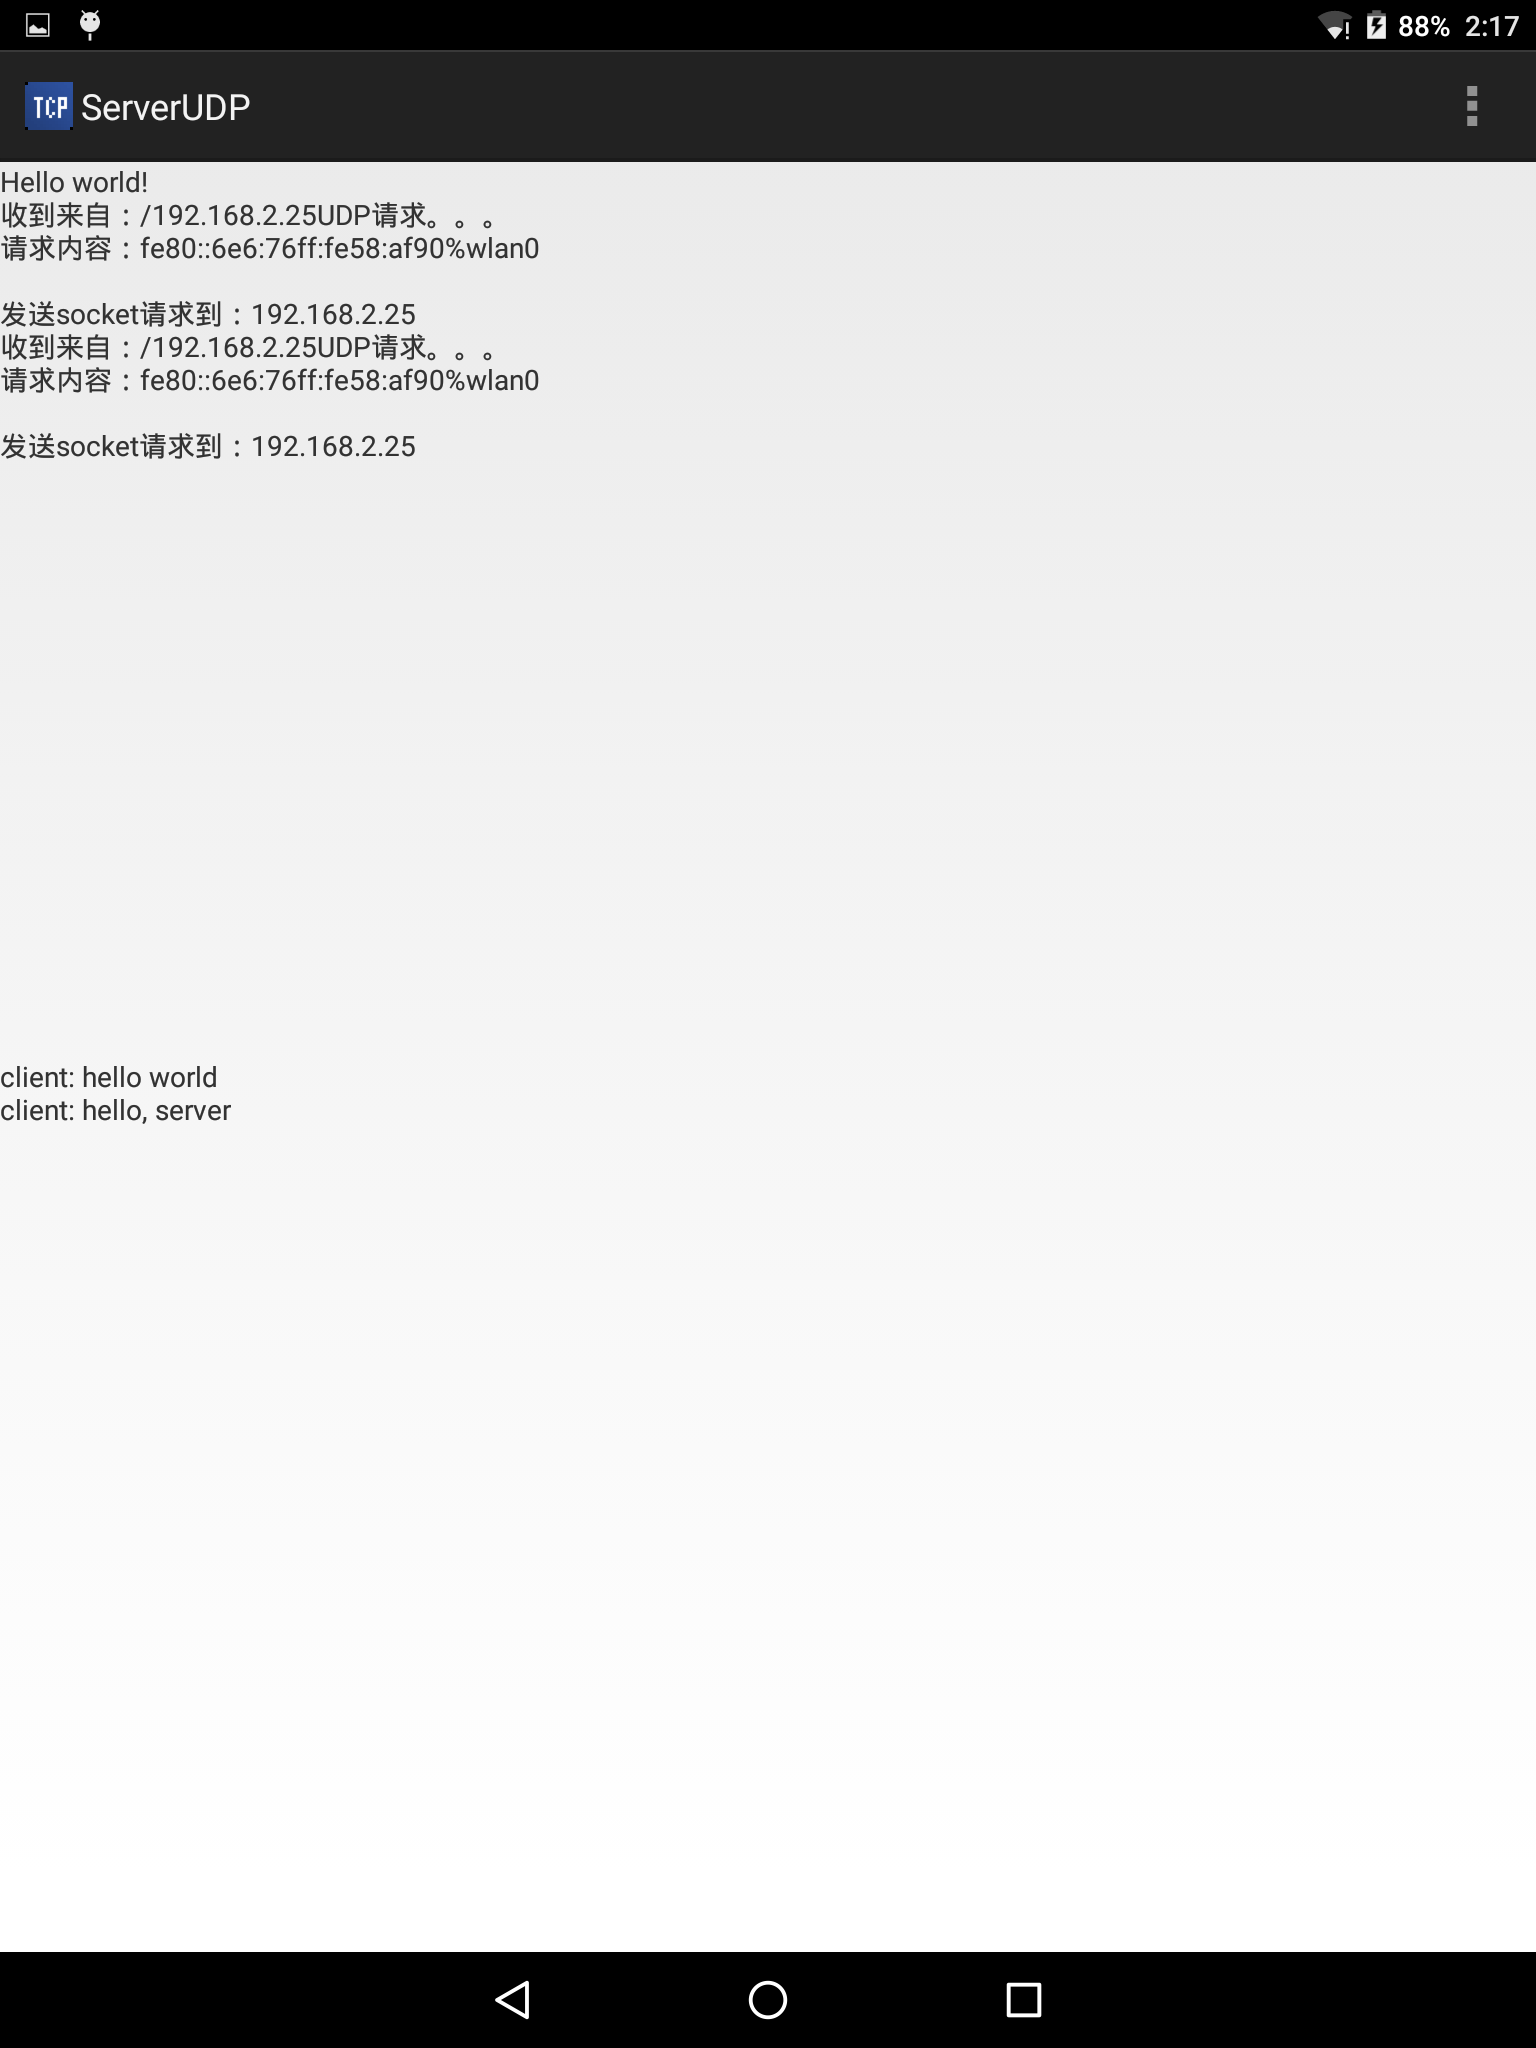 88% 2:17
TCP ServerUDP
Hello world!
收到来自：/192.168.2.25UDP请求。。。
请求内容：fe80::6e6:76ff:fe58:af90%wlan0
发送socket请求到：192.168.2.25
收到来自：/192.168.2.25UDP请求。。。
请求内容：fe80::6e6:76ff:fe58:af90%wlan0
发送socket请求到：192.168.2.25
client: hello world
client: hello, server